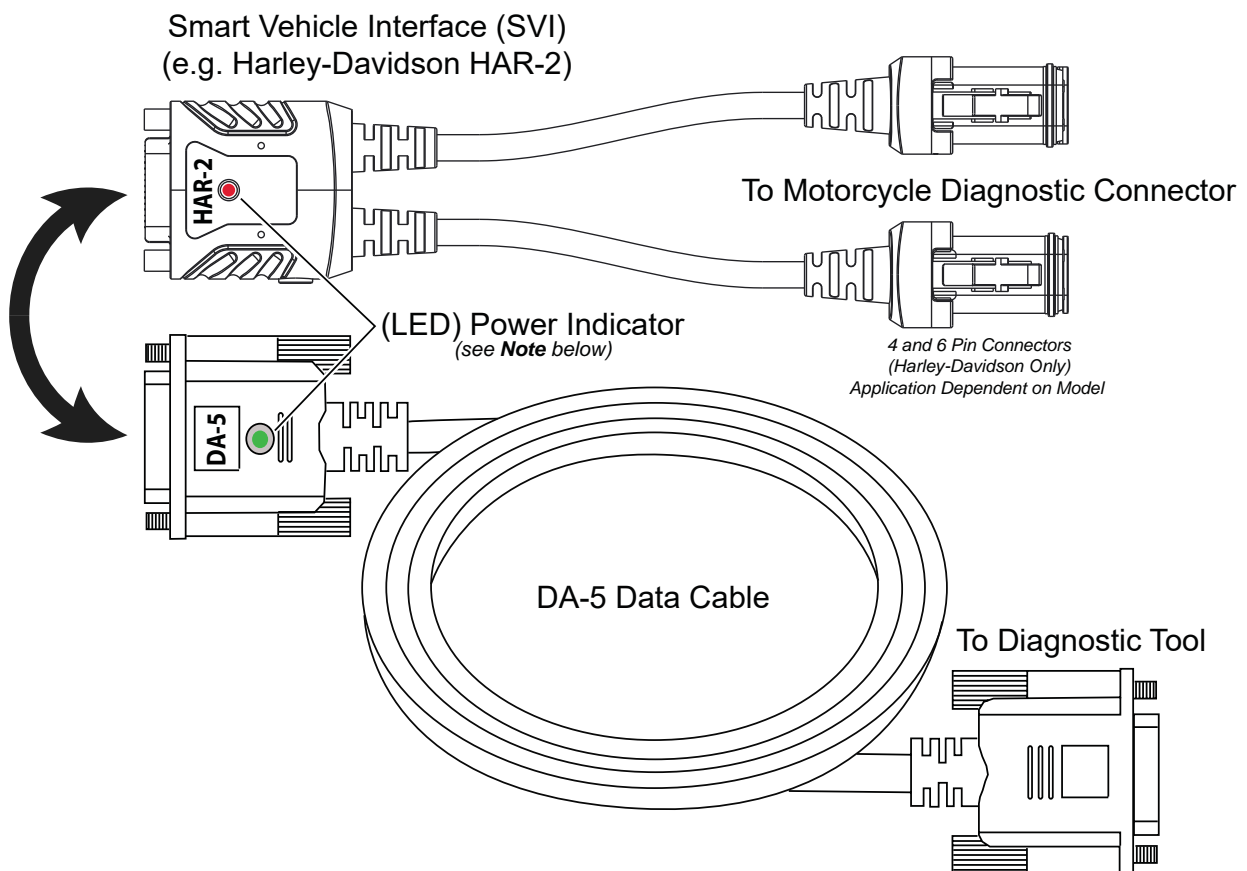 Smart Vehicle Interface (SVI)
(e.g. Harley-Davidson HAR-2)
HAR-2
To Motorcycle Diagnostic Connector
(LED) Power Indicator
(see Note below)
4 and 6 Pin Connectors
(Harley-Davidson Only)
Application Dependent on Model
DA-5
DA-5 Data Cable
To Diagnostic Tool